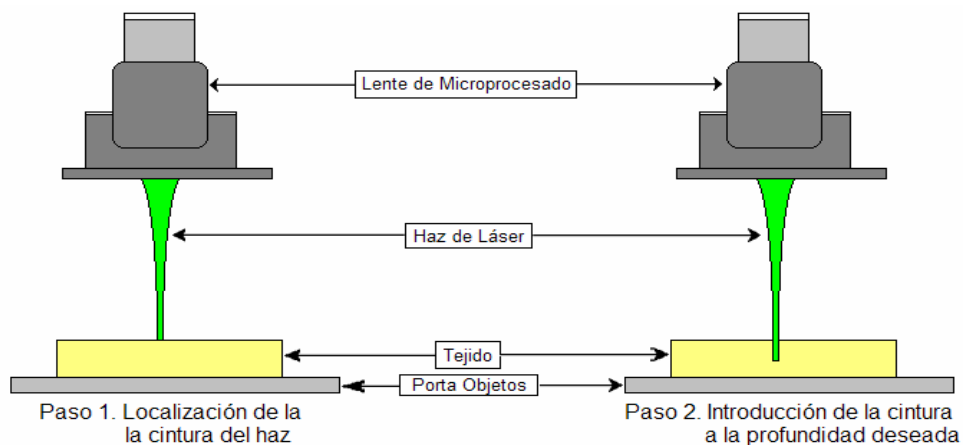 Lente de Microprocesado
Haz de Láser
Tejido
Porta Objetos
Paso 1. Localización de la
la cintura del haz
Paso 2. Introducción de la cintura
a la profundidad deseada